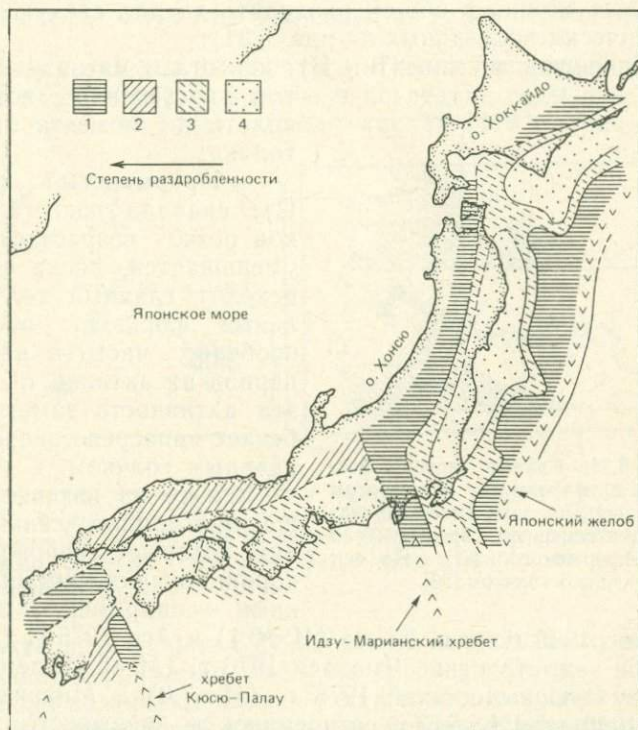 1 2 3 4
о Хоккайдо
Степень раздробленности
Японское море
о. Хонсю
Японский желоб
Идзу-Марианский хребет
хребет
Кюсю-Палау